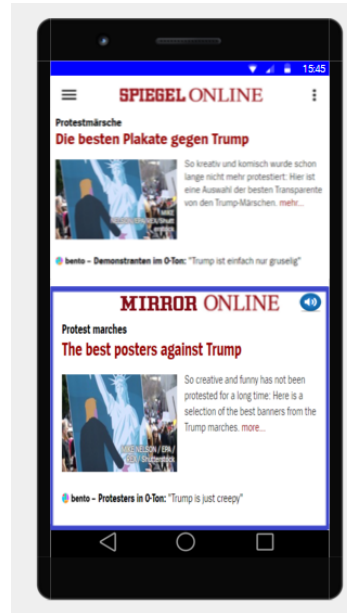 15:45
SPIEGEL ONLINE
Protestmärsche
Die besten Plakate gegen Trump
So kreativ und komisch wurde schon
lange nicht mehr protestiert: Hier ist
eine Auswahl der besten Transparente
von den Trump-Märschen. mehr...
bento – Demonstranten im O-Ton: "Trump ist einfach nur gruselig"
MIRROR ONLINE
Protest marches
The best posters against Trump
So creative and funny has not been
protested for a long time: Here is a
selection of the best banners from the
Trump marches. more...
NELSON / EPA /
/ Shutterstock
bento – Protesters in O-Ton: "Trump is just creepy"